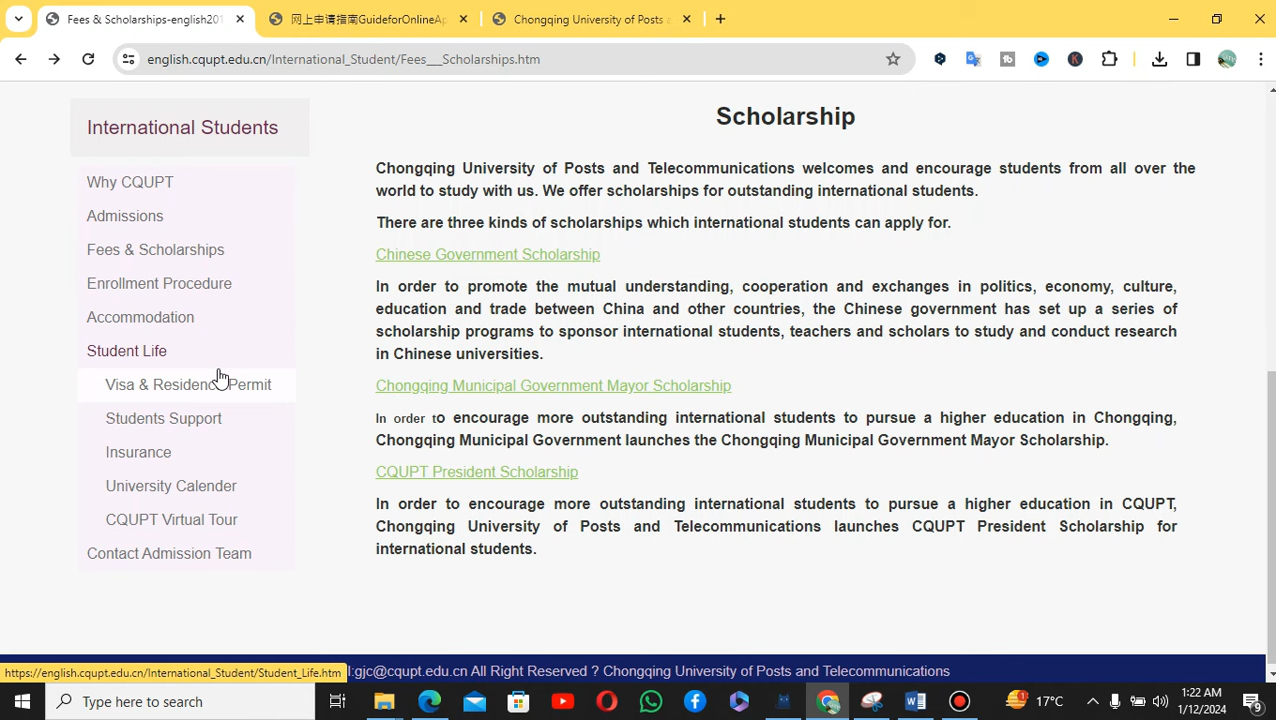 Fees & Scholarships-english201
网上申请指南GuideforOnlineAp
Chongqing University of Posts a
english.cqupt.edu.cn/International_Student/Fees___Scholarships.htm
International Students
Why CQUPT
Admissions
Fees & Scholarships
Enrollment Procedure
Accommodation
Student Life
Visa & Residence Permit
Students Support
Insurance
University Calender
CQUPT Virtual Tour
Contact Admission Team
Scholarship
Chongqing University of Posts and Telecommunications welcomes and encourage students from all over the
world to study with us. We offer scholarships for outstanding international students.
There are three kinds of scholarships which international students can apply for.
Chinese Government Scholarship
In order to promote the mutual understanding, cooperation and exchanges in politics, economy, culture,
education and trade between China and other countries, the Chinese government has set up a series of
scholarship programs to sponsor international students, teachers and scholars to study and conduct research
in Chinese universities.
Chongqing Municipal Government Mayor Scholarship
In order to encourage more outstanding international students to pursue a higher education in Chongqing,
Chongqing Municipal Government launches the Chongqing Municipal Government Mayor Scholarship.
CQUPT President Scholarship
In order to encourage more outstanding international students to pursue a higher education in CQUPT,
Chongqing University of Posts and Telecommunications launches CQUPT President Scholarship for
international students.
l:gjc@cqupt.edu.cn All Right Reserved ? Chongqing University of Posts and Telecommunications
https://english.cqupt.edu.cn/International_Student/Student_Life.htm
Type here to search
17°C
1:22 AM
1/12/2024
9